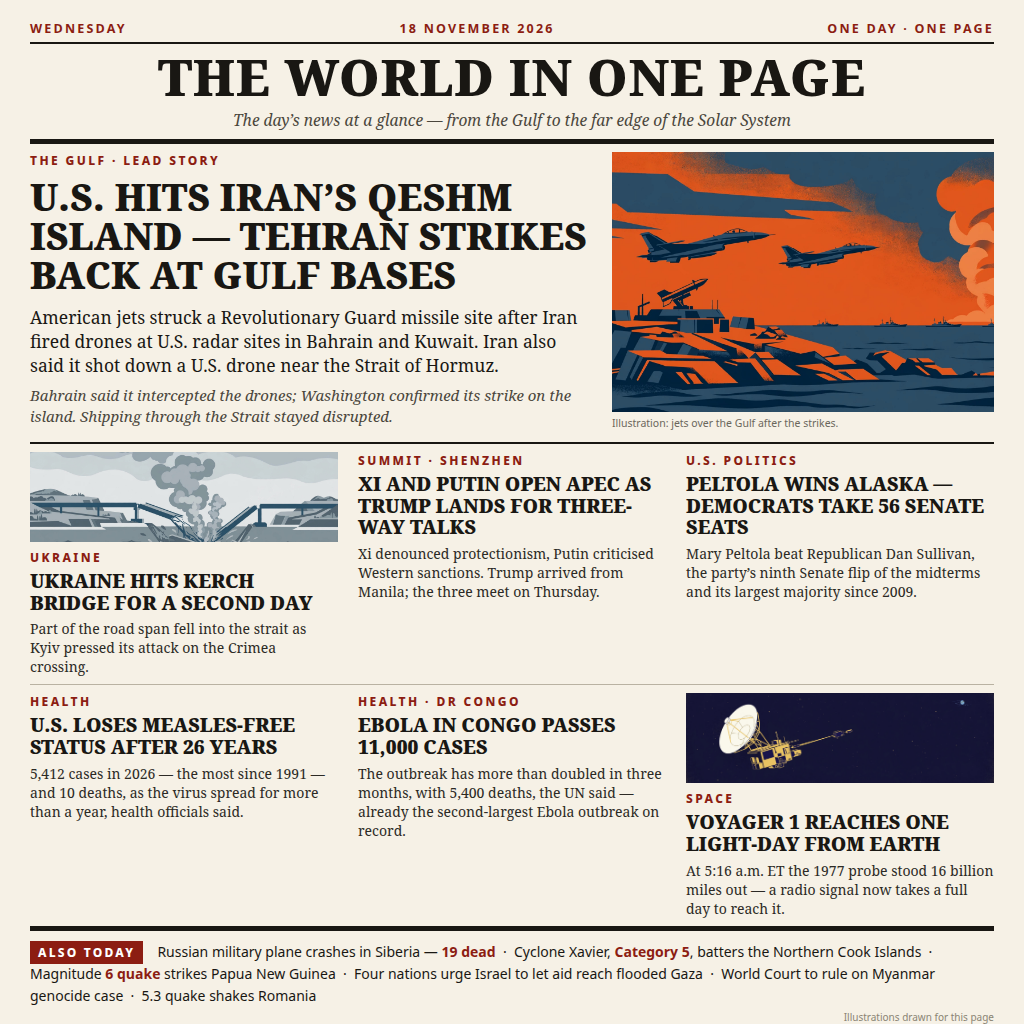 WEDNESDAY
18 NOVEMBER 2026
ONE DAY · ONE PAGE
THE WORLD IN ONE PAGE
The day's news at a glance — from the Gulf to the far edge of the Solar System
THE GULF · LEAD STORY
U.S. HITS IRAN’S QESHM
ISLAND — TEHRAN STRIKES
BACK AT GULF BASES
American jets struck a Revolutionary Guard missile site after Iran
fired drones at U.S. radar sites in Bahrain and Kuwait. Iran also
said it shot down a U.S. drone near the Strait of Hormuz.
Bahrain said it intercepted the drones; Washington confirmed its strike on the
island. Shipping through the Strait stayed disrupted.
Illustration: jets over the Gulf after the strikes.
UKRAINE
UKRAINE HITS KERCH
BRIDGE FOR A SECOND DAY
Part of the road span fell into the strait as
Kyiv pressed its attack on the Crimea
crossing.
SUMMIT · SHENZHEN
XI AND PUTIN OPEN APEC AS
TRUMP LANDS FOR THREE-
WAY TALKS
Xi denounced protectionism, Putin criticised
Western sanctions. Trump arrived from
Manila; the three meet on Thursday.
U.S. POLITICS
PELTOLA WINS ALASKA —
DEMOCRATS TAKE 56 SENATE
SEATS
Mary Peltola beat Republican Dan Sullivan,
the party’s ninth Senate flip of the midterms
and its largest majority since 2009.
HEALTH
U.S. LOSES MEASLES-FREE
STATUS AFTER 26 YEARS
5,412 cases in 2026 — the most since 1991 —
and 10 deaths, as the virus spread for more
than a year, health officials said.
HEALTH · DR CONGO
EBOLA IN CONGO PASSES
11,000 CASES
The outbreak has more than doubled in three
months, with 5,400 deaths, the UN said —
already the second-largest Ebola outbreak on
record.
SPACE
VOYAGER 1 REACHES ONE
LIGHT-DAY FROM EARTH
At 5:16 a.m. ET the 1977 probe stood 16 billion
miles out — a radio signal now takes a full
day to reach it.
ALSO TODAY Russian military plane crashes in Siberia — 19 dead · Cyclone Xavier, Category 5, batters the Northern Cook Islands ·
Magnitude 6 quake strikes Papua New Guinea · Four nations urge Israel to let aid reach flooded Gaza · World Court to rule on Myanmar
genocide case · 5.3 quake shakes Romania
Illustrations drawn for this page